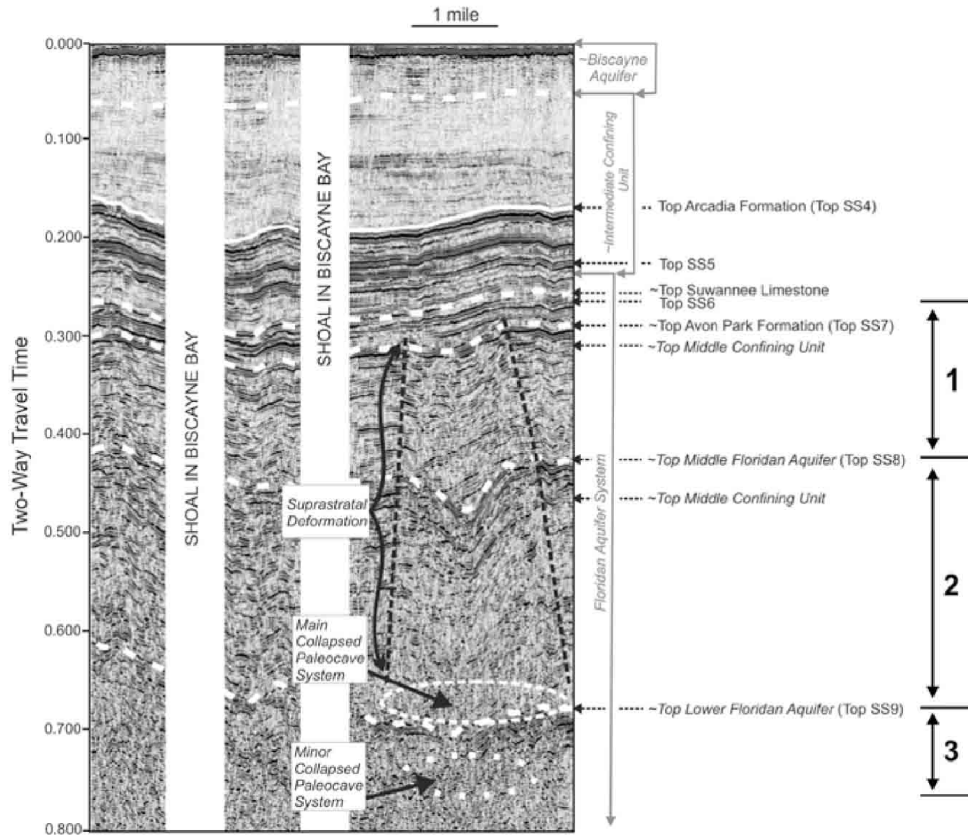 1 mile
0.000
0.100
0.200
0.300
0.400
0.500
0.600
0.700
0.800
Two-Way Travel Time
SHOAL IN BISCAYNE BAY
SHOAL IN BISCAYNE BAY
Suprastratal
Deformation
Main
Collapsed
Paleocave
System
Minor
Collapsed
Paleocave
System
~Biscayne
Aquifer
~Intermediate Confining
Unit
Floridan Aquifer System
Top Arcadia Formation (Top SS4)
Top SS5
~Top Suwannee Limestone
Top SS6
~Top Avon Park Formation (Top SS7)
~Top Middle Confining Unit
~Top Middle Floridan Aquifer (Top SS8)
~Top Middle Confining Unit
~Top Lower Floridan Aquifer (Top SS9)
1
2
3